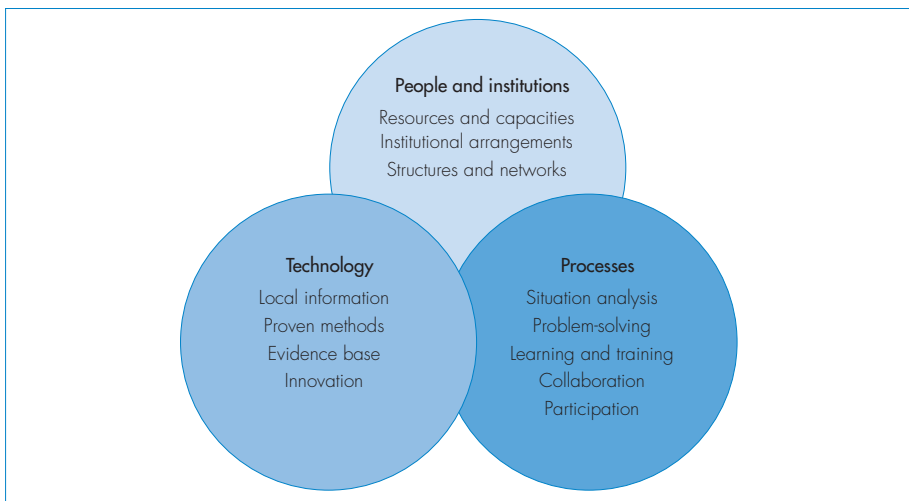 People and institutions
Resources and capacities
Institutional arrangements
Structures and networks
Technology
Local information
Proven methods
Evidence base
Innovation
Processes
Situation analysis
Problem-solving
Learning and training
Collaboration
Participation